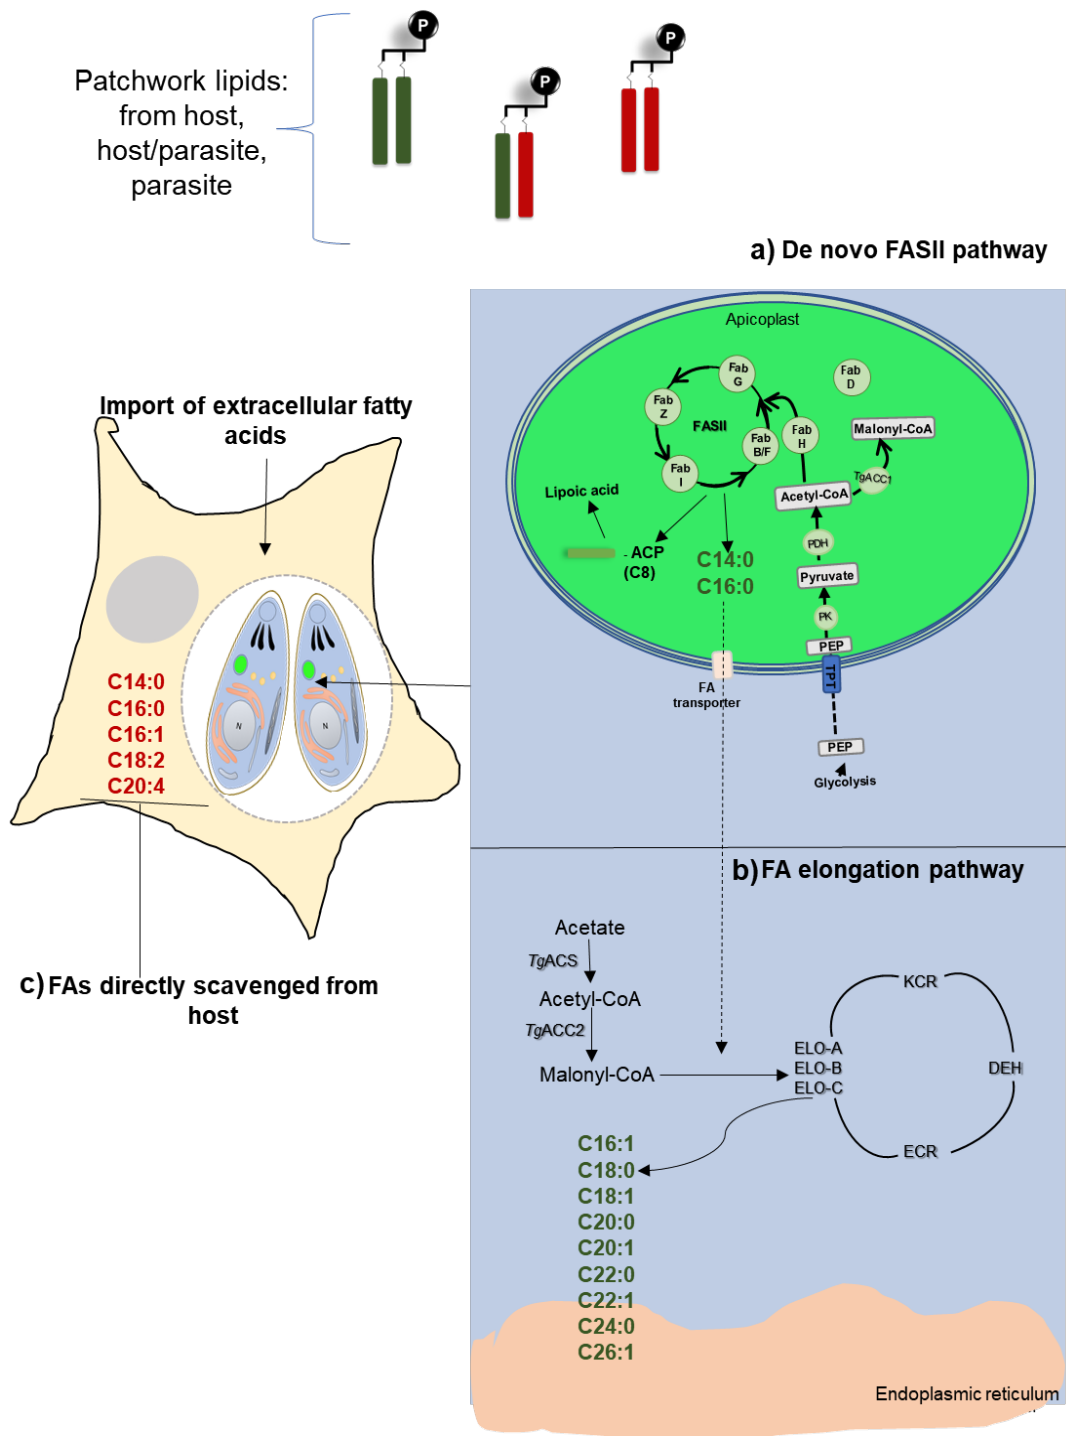 P
P
P
Patchwork lipids:
from host,
host/parasite,
parasite
a) De novo FASII pathway
Apicoplast
Fab
G
Fab
D
Fab
Z
FASII
Fab
B/F
Fab
H
Malonyl-CoA
Fab
I
TgACC1
Acetyl-CoA
Lipoic acid
PDH
- ACP
(C8)
C14:0
C16:0
Pyruvate
PK
PEP
TPT
FA
transporter
PEP
Glycolysis
Import of extracellular fatty
acids
N
N
C14:0
C16:0
C16:1
C18:2
C20:4
c) FAs directly scavenged from
host
b) FA elongation pathway
Acetate
TgACS
Acetyl-CoA
TgACC2
Malonyl-CoA
KCR
ELO-A
ELO-B
ELO-C
DEH
ECR
C16:1
C18:0
C18:1
C20:0
C20:1
C22:0
C22:1
C24:0
C26:1
Endoplasmic reticulum